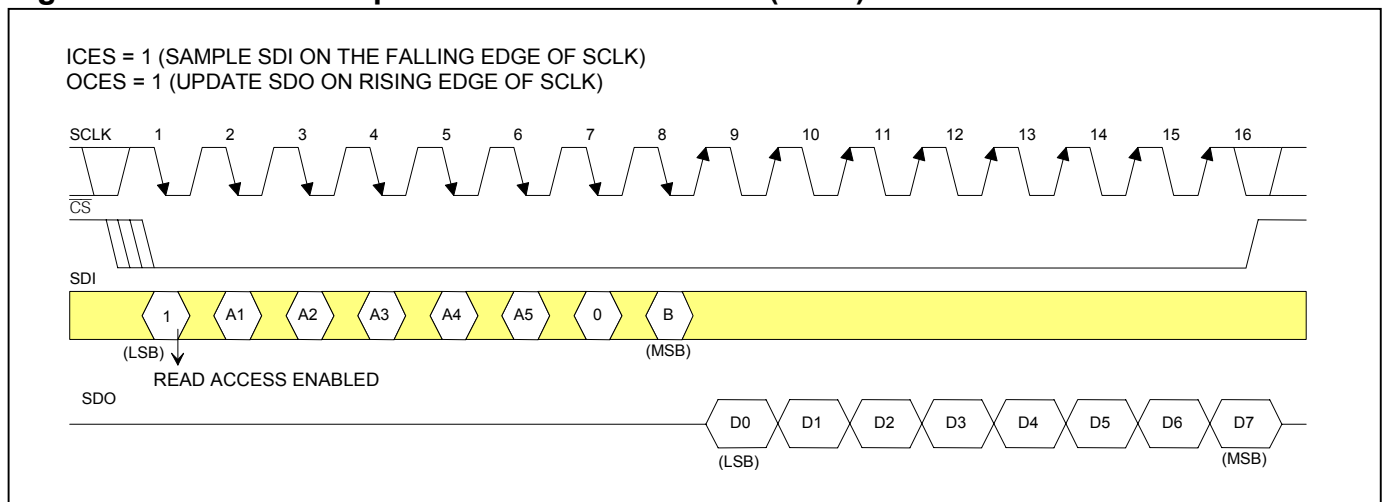 ICES = 1 (SAMPLE SDI ON THE FALLING EDGE OF SCLK)
OCES = 1 (UPDATE SDO ON RISING EDGE OF SCLK)
SCLK 1 2 3 4 5 6 7 8 9 10 11 12 13 14 15 16
CS
SDI
1 A1 A2 A3 A4 A5 0 B
(LSB) (MSB)
READ ACCESS ENABLED
SDO
D0 D1 D2 D3 D4 D5 D6 D7
(LSB) (MSB)